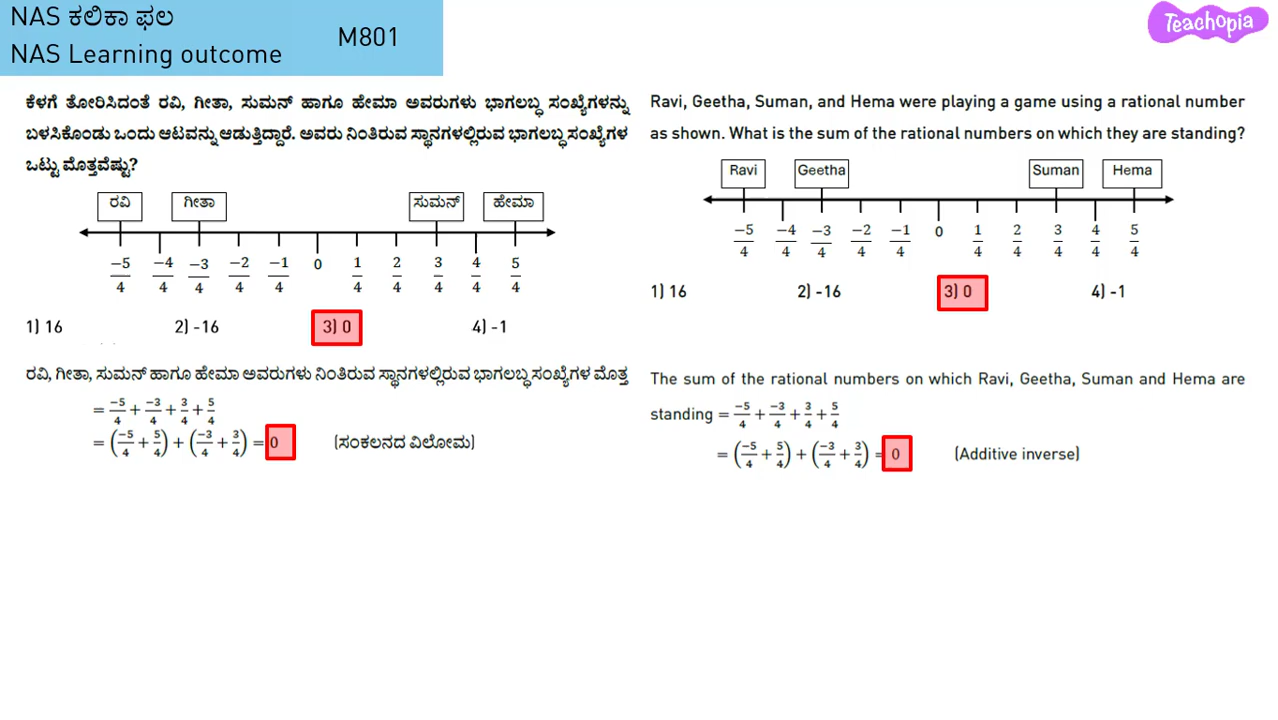 NAS ಕಲಿಕಾ ಫಲ
NAS Learning outcome
M801
Teachopia
ಕೆಳಗೆ ತೋರಿಸಿದಂತೆ ರವಿ, ಗೀತಾ, ಸುಮನ್ ಹಾಗೂ ಹೇಮಾ ಅವರುಗಳು ಭಾಗಲಬ್ಧ ಸಂಖ್ಯೆಗಳನ್ನು
ಬಳಸಿಕೊಂಡು ಒಂದು ಆಟವನ್ನು ಆಡುತ್ತಿದ್ದಾರೆ. ಅವರು ನಿಂತಿರುವ ಸ್ಥಾನಗಳಲ್ಲಿರುವ ಭಾಗಲಬ್ಧ ಸಂಖ್ಯೆಗಳ
ಒಟ್ಟು ಮೊತ್ತವೆಷ್ಟು?
ರವಿ ಗೀತಾ ಸುಮನ್ ಹೇಮಾ
−5/4 −4/4 −3/4 −2/4 −1/4 0 1/4 2/4 3/4 4/4 5/4
1) 16 2) -16 3) 0 4) -1
ರವಿ, ಗೀತಾ, ಸುಮನ್ ಹಾಗೂ ಹೇಮಾ ಅವರುಗಳು ನಿಂತಿರುವ ಸ್ಥಾನಗಳಲ್ಲಿರುವ ಭಾಗಲಬ್ಧ ಸಂಖ್ಯೆಗಳ ಮೊತ್ತ
= −5/4 + −3/4 + 3/4 + 5/4
= (−5/4 + 5/4) + (−3/4 + 3/4) = 0 (ಸಂಕಲನದ ವಿಲೋಮ)
Ravi, Geetha, Suman, and Hema were playing a game using a rational number
as shown. What is the sum of the rational numbers on which they are standing?
Ravi Geetha Suman Hema
−5/4 −4/4 −3/4 −2/4 −1/4 0 1/4 2/4 3/4 4/4 5/4
1) 16 2) -16 3) 0 4) -1
The sum of the rational numbers on which Ravi, Geetha, Suman and Hema are
standing = −5/4 + −3/4 + 3/4 + 5/4
= (−5/4 + 5/4) + (−3/4 + 3/4) = 0 (Additive inverse)